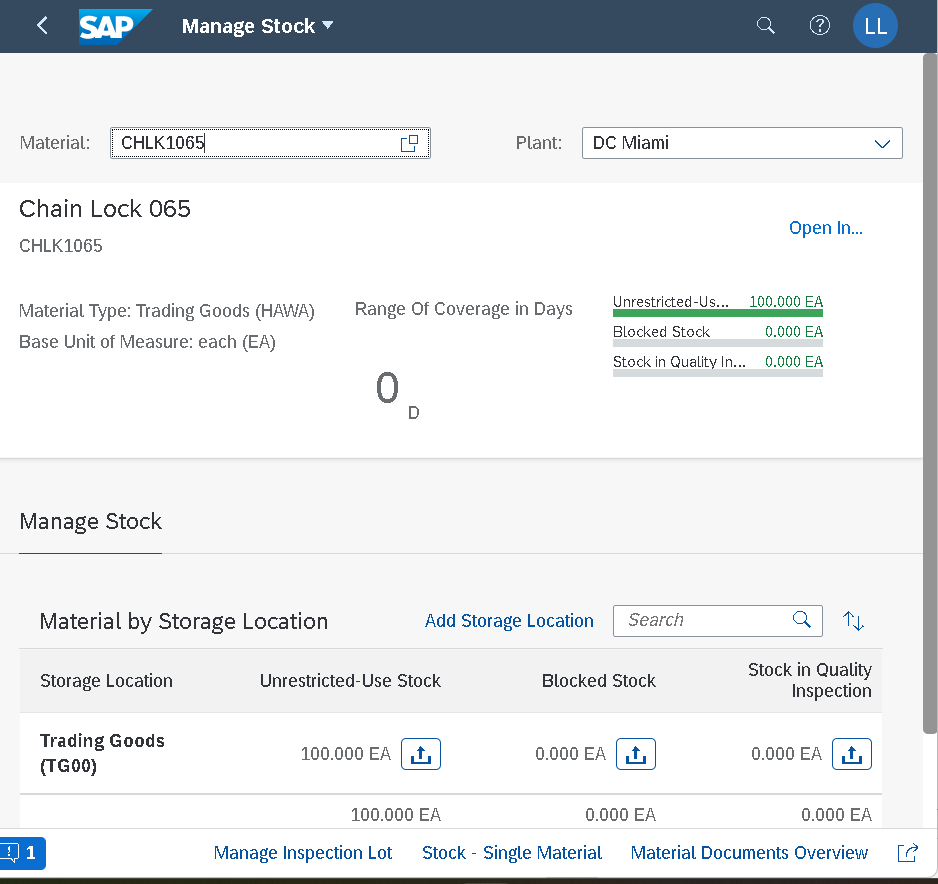 SAP Manage Stock LL
Material: CHLK1065 Plant: DC Miami
Chain Lock 065
Open In...
CHLK1065
Material Type: Trading Goods (HAWA)
Base Unit of Measure: each (EA)
Range Of Coverage in Days
0 D
Unrestricted-Us... 100.000 EA
Blocked Stock 0.000 EA
Stock in Quality In... 0.000 EA
Manage Stock
Material by Storage Location Add Storage Location Search
Storage Location Unrestricted-Use Stock Blocked Stock Stock in Quality
Inspection
Trading Goods
(TG00) 100.000 EA 0.000 EA 0.000 EA
100.000 EA 0.000 EA 0.000 EA
1 Manage Inspection Lot Stock - Single Material Material Documents Overview